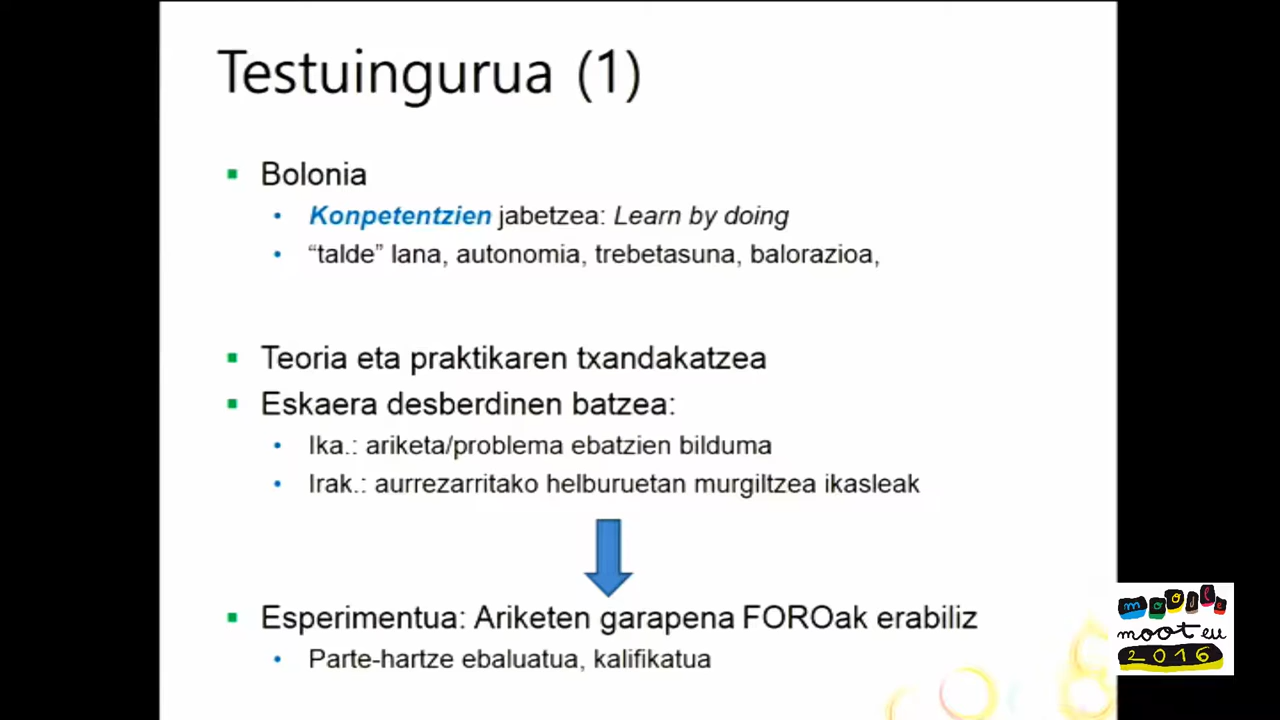 Testuingurua (1)
Bolonia
Konpetentzien jabetzea: Learn by doing
“talde” lana, autonomia, trebetasuna, balorazioa,
Teoria eta praktikaren txandakatzea
Eskaera desberdinen batzea:
Ika.: ariketa/problema ebatzien bilduma
Irak.: aurrezarritako helburuetan murgiltzea ikasleak
Esperimentua: Ariketen garapena FOROak erabiliz
Parte-hartze ebaluatua, kalifikatua
moodle
moot eu
2016